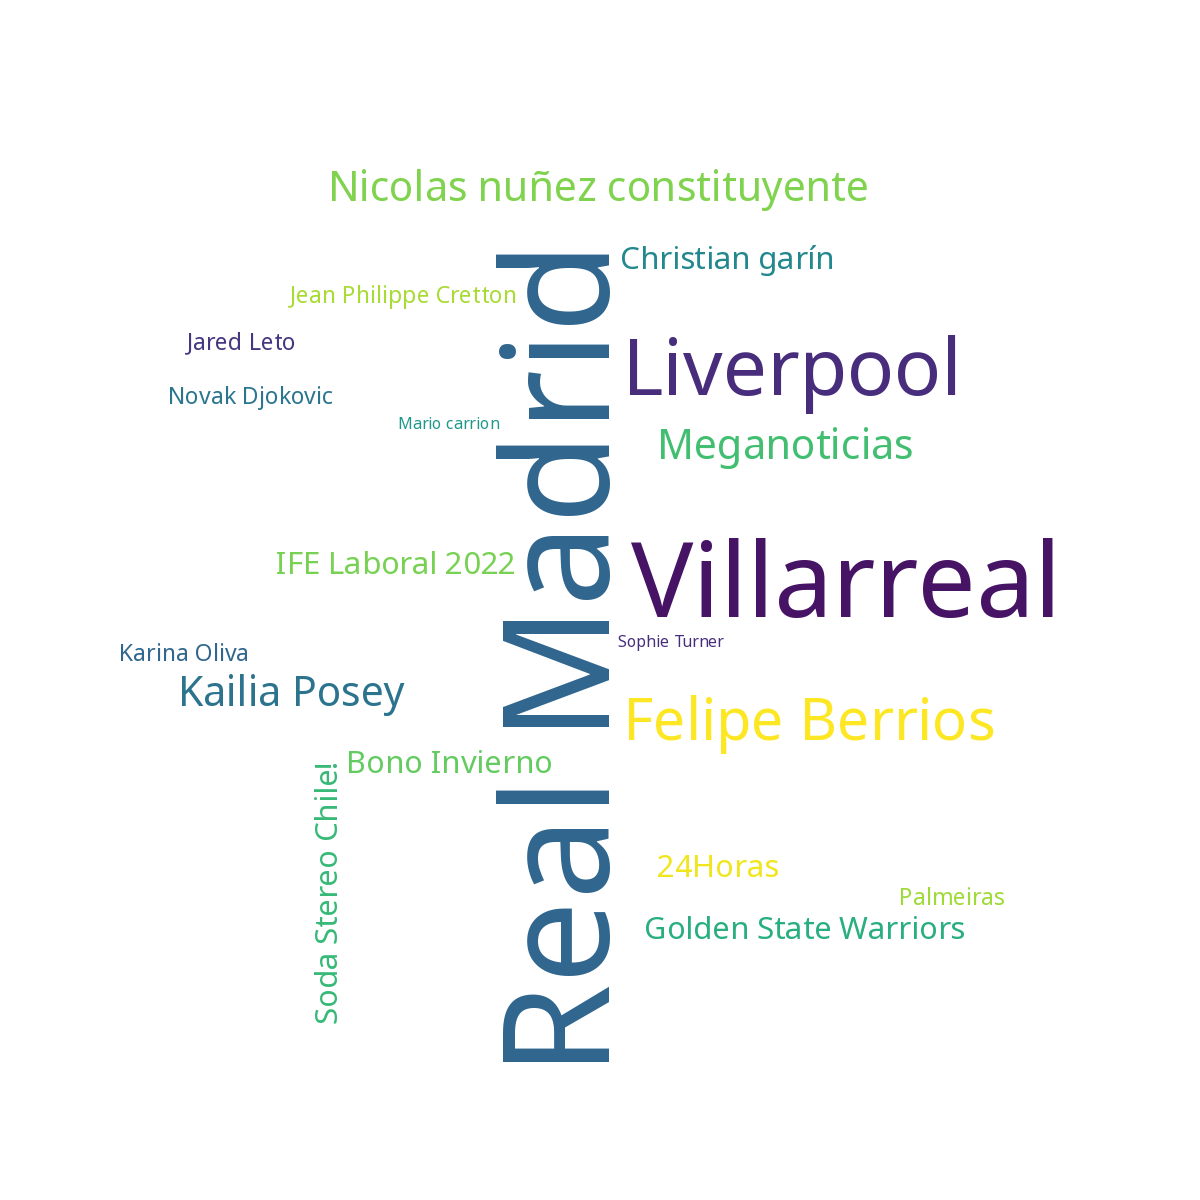 Nicolas nuñez constituyente
Christian garín
Jean Philippe Cretton
Jared Leto
Liverpool
Novak Djokovic
Mario carrion
Meganoticias
Real Madrid
IFE Laboral 2022
Villarreal
Sophie Turner
Karina Oliva
Kailia Posey
Felipe Berrios
Bono Invierno
Soda Stereo Chile!
24Horas
Palmeiras
Golden State Warriors